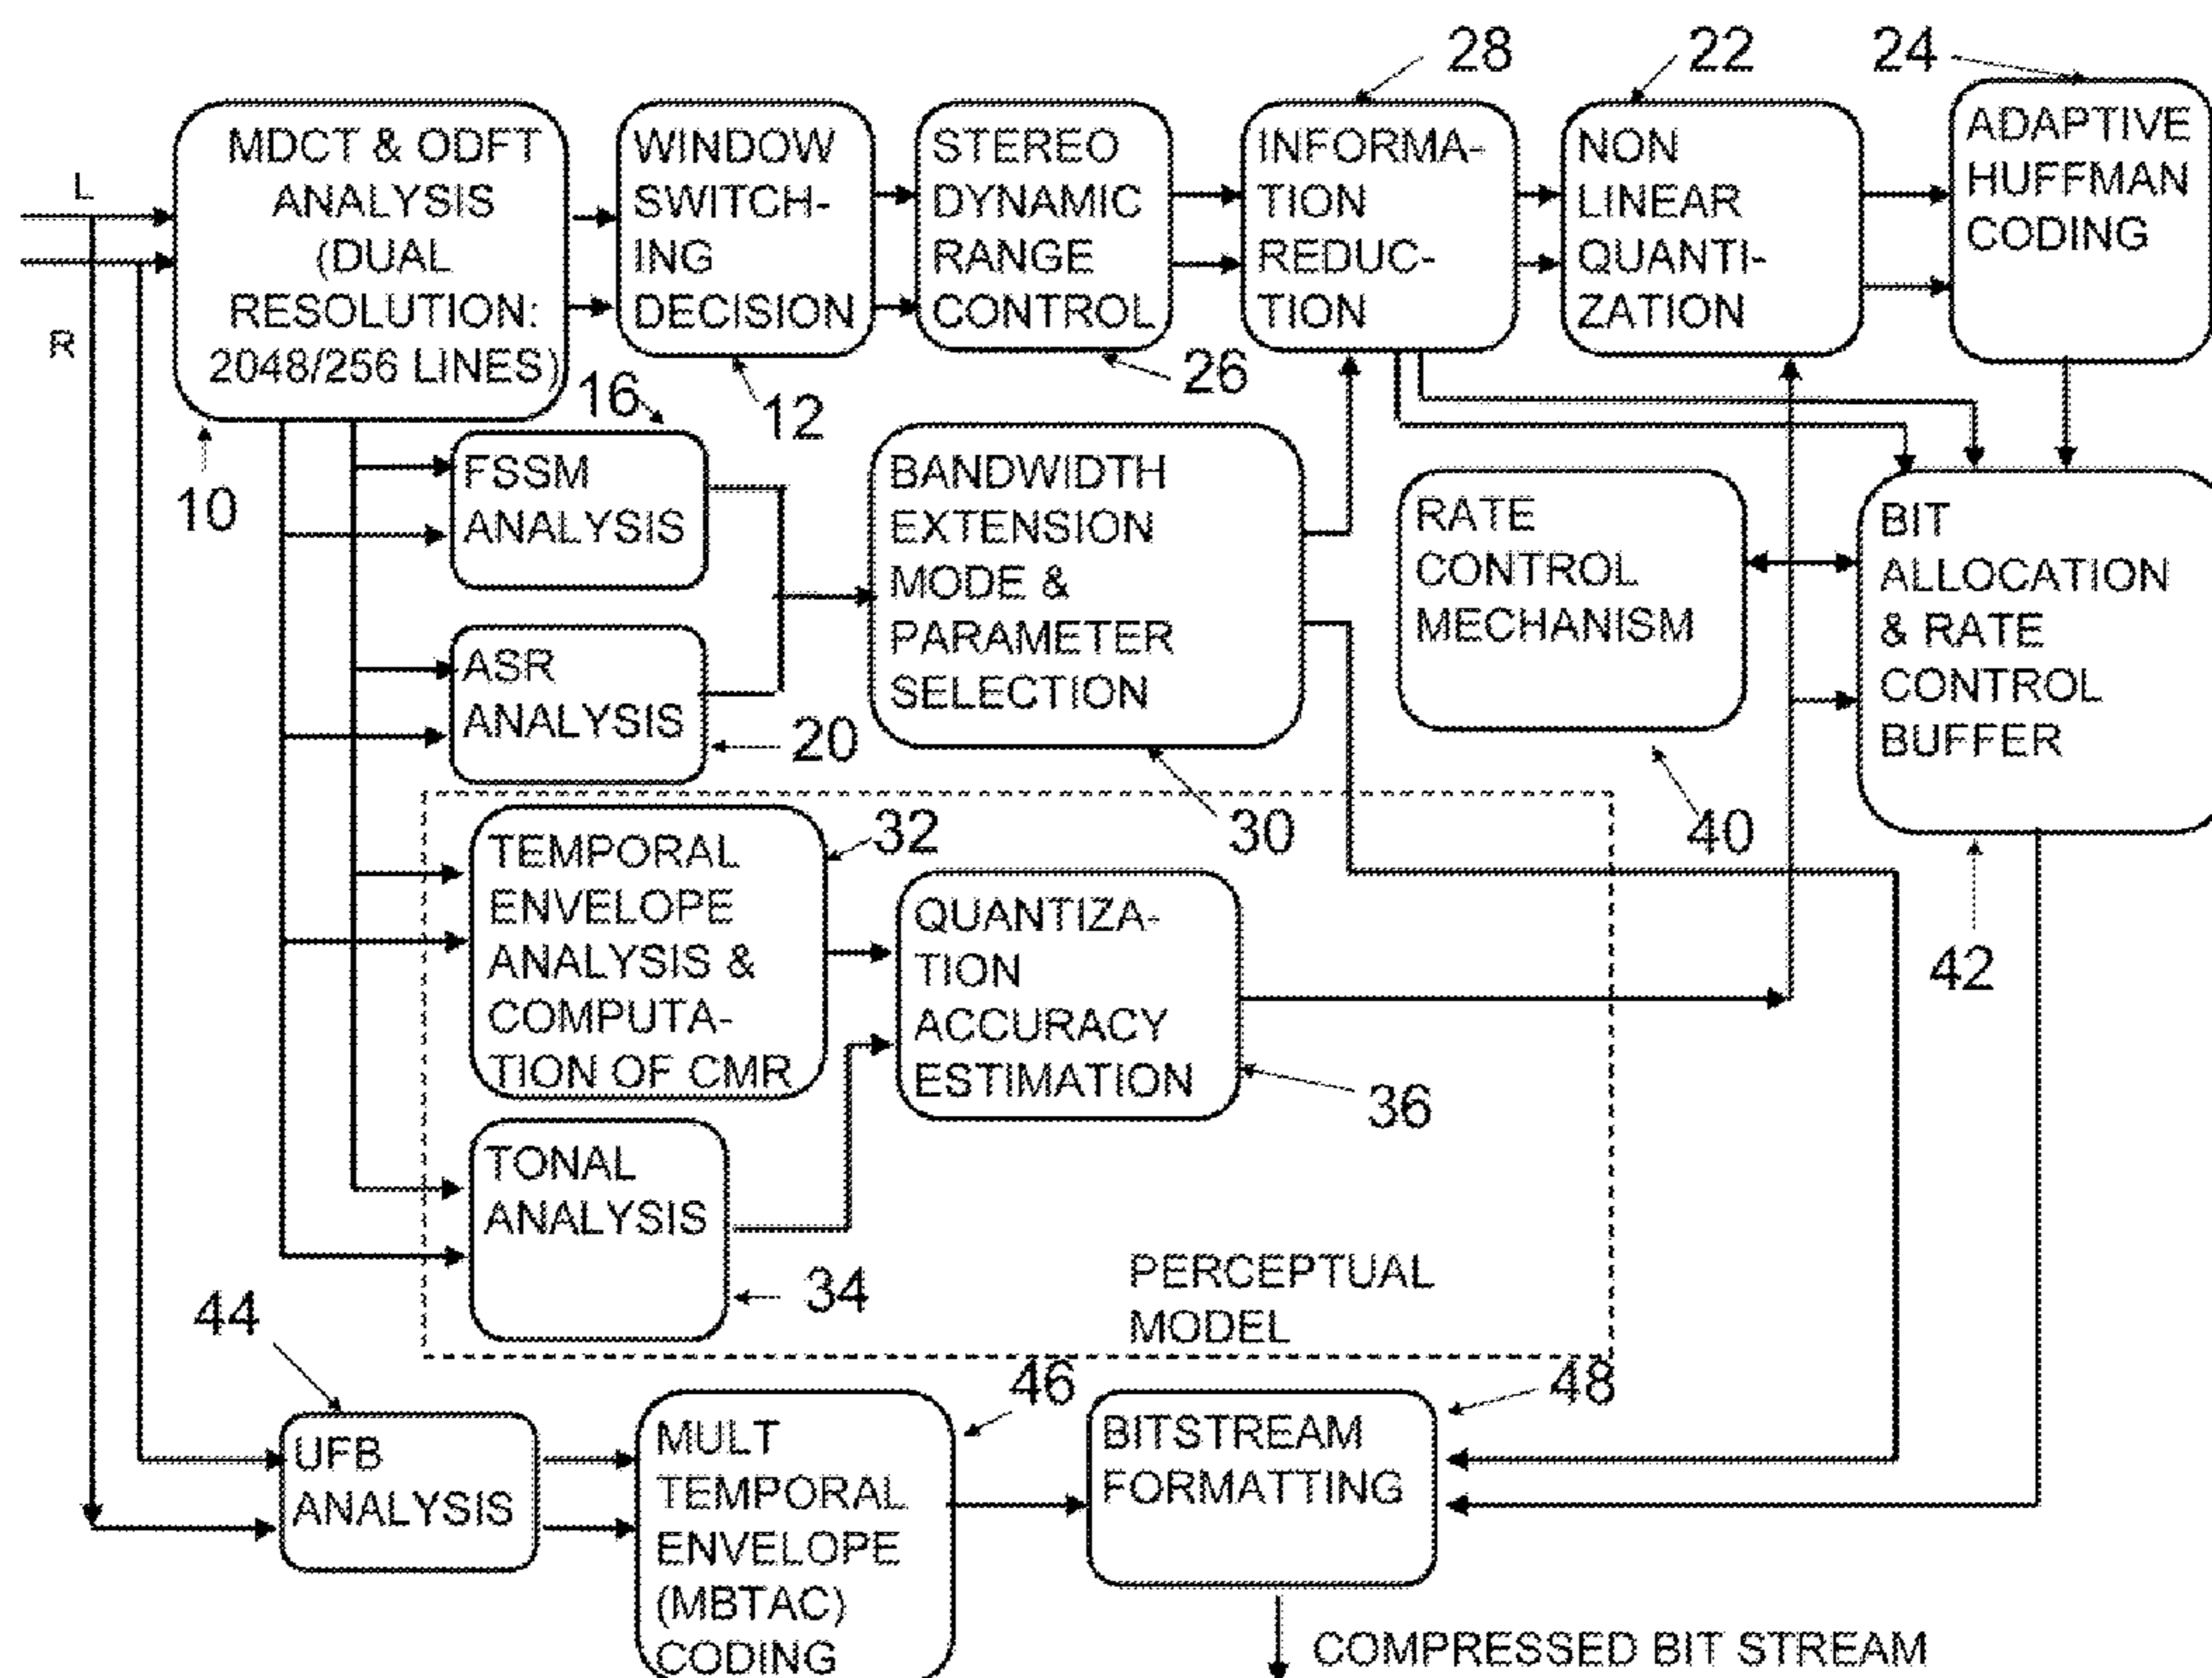 28
22
24
L
R
MDCT & ODFT
ANALYSIS
(DUAL
RESOLUTION:
2048/256 LINES)
WINDOW
SWITCH-
ING
DECISION
STEREO
DYNAMIC
RANGE
CONTROL
INFORMA-
TION
REDUC-
TION
NON
LINEAR
QUANTI-
ZATION
ADAPTIVE
HUFFMAN
CODING
10
16
12
26
FSSM
ANALYSIS
ASR
ANALYSIS
20
BANDWIDTH
EXTENSION
MODE &
PARAMETER
SELECTION
30
RATE
CONTROL
MECHANISM
40
BIT
ALLOCATION
& RATE
CONTROL
BUFFER
42
TEMPORAL
ENVELOPE
ANALYSIS &
COMPUTA-
TION OF CMR
32
QUANTIZA-
TION
ACCURACY
ESTIMATION
36
TONAL
ANALYSIS
34
PERCEPTUAL
MODEL
44
UFB
ANALYSIS
46
MULT
TEMPORAL
ENVELOPE
(MBTAC)
CODING
48
BITSTREAM
FORMATTING
COMPRESSED BIT STREAM